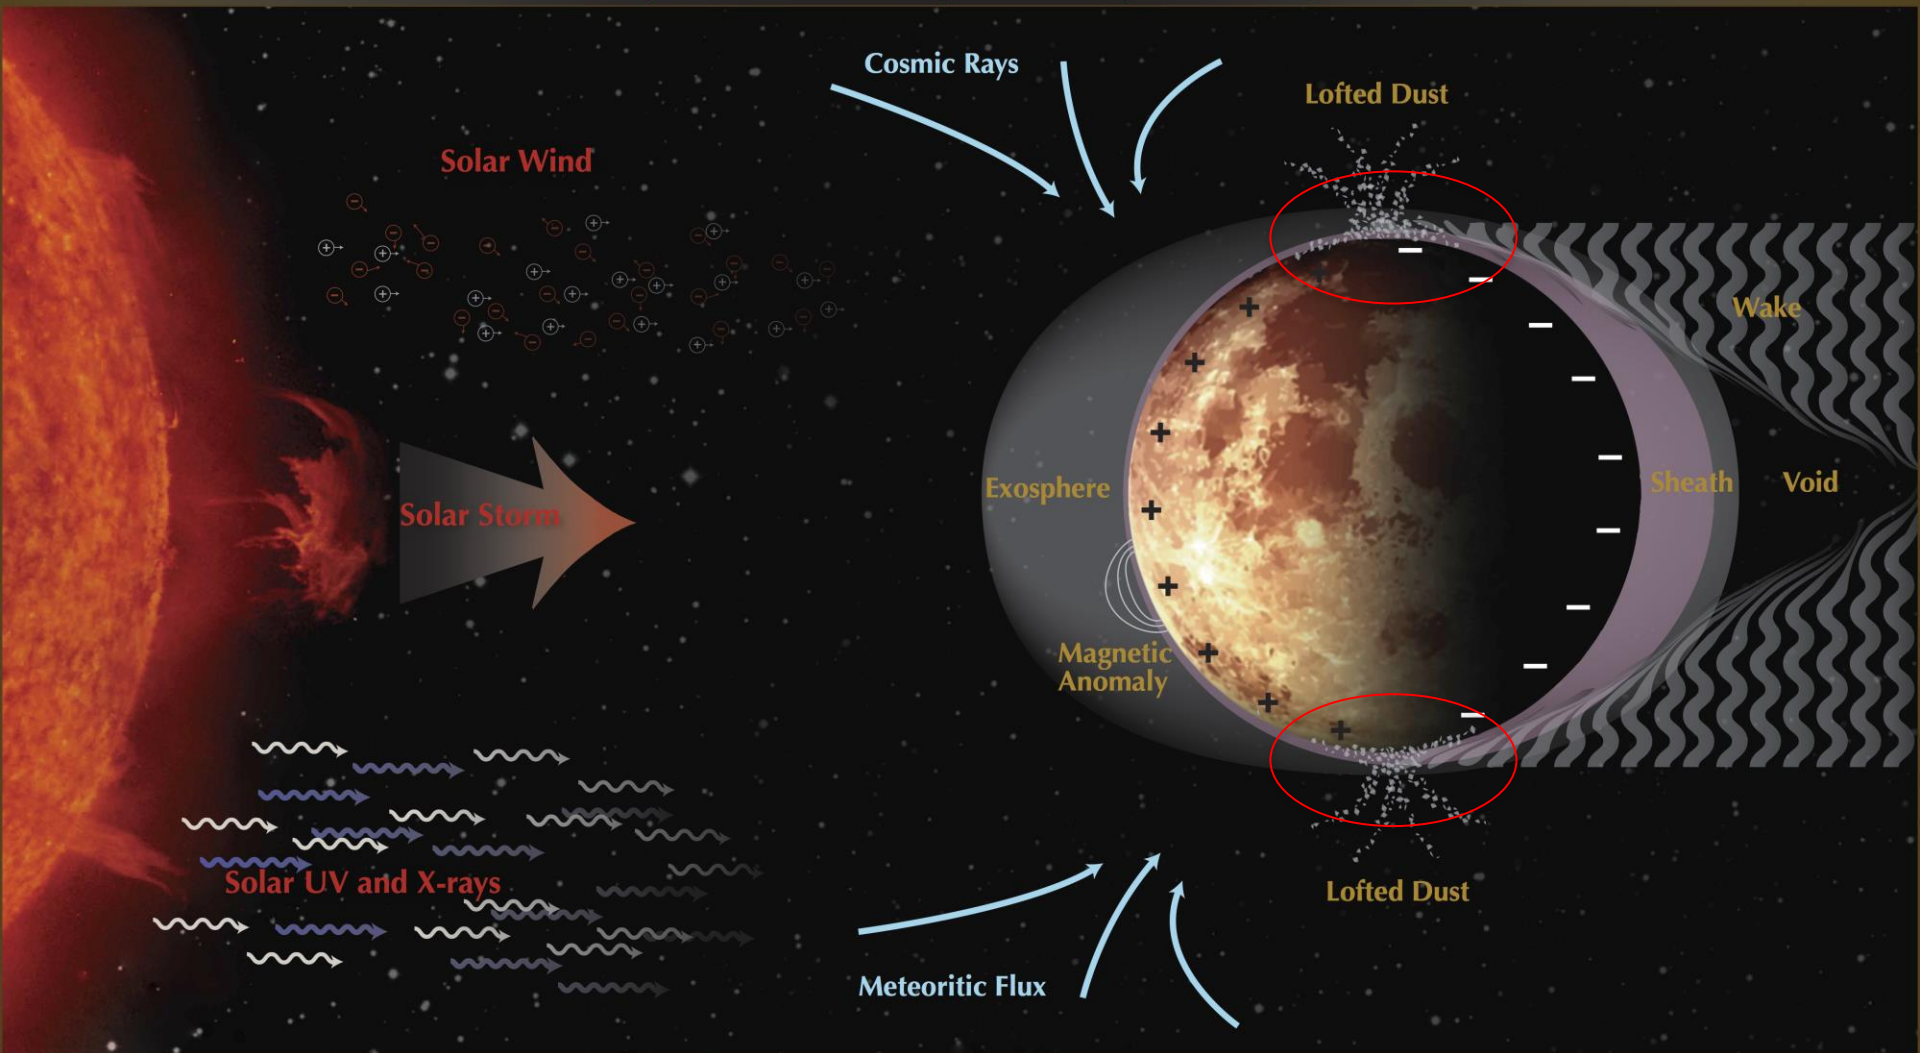 Cosmic Rays
Lofted Dust
Solar Wind
Wake
Exosphere
Sheath
Void
Solar Storm
Magnetic
Anomaly
Solar UV and X-rays
Lofted Dust
Meteoritic Flux